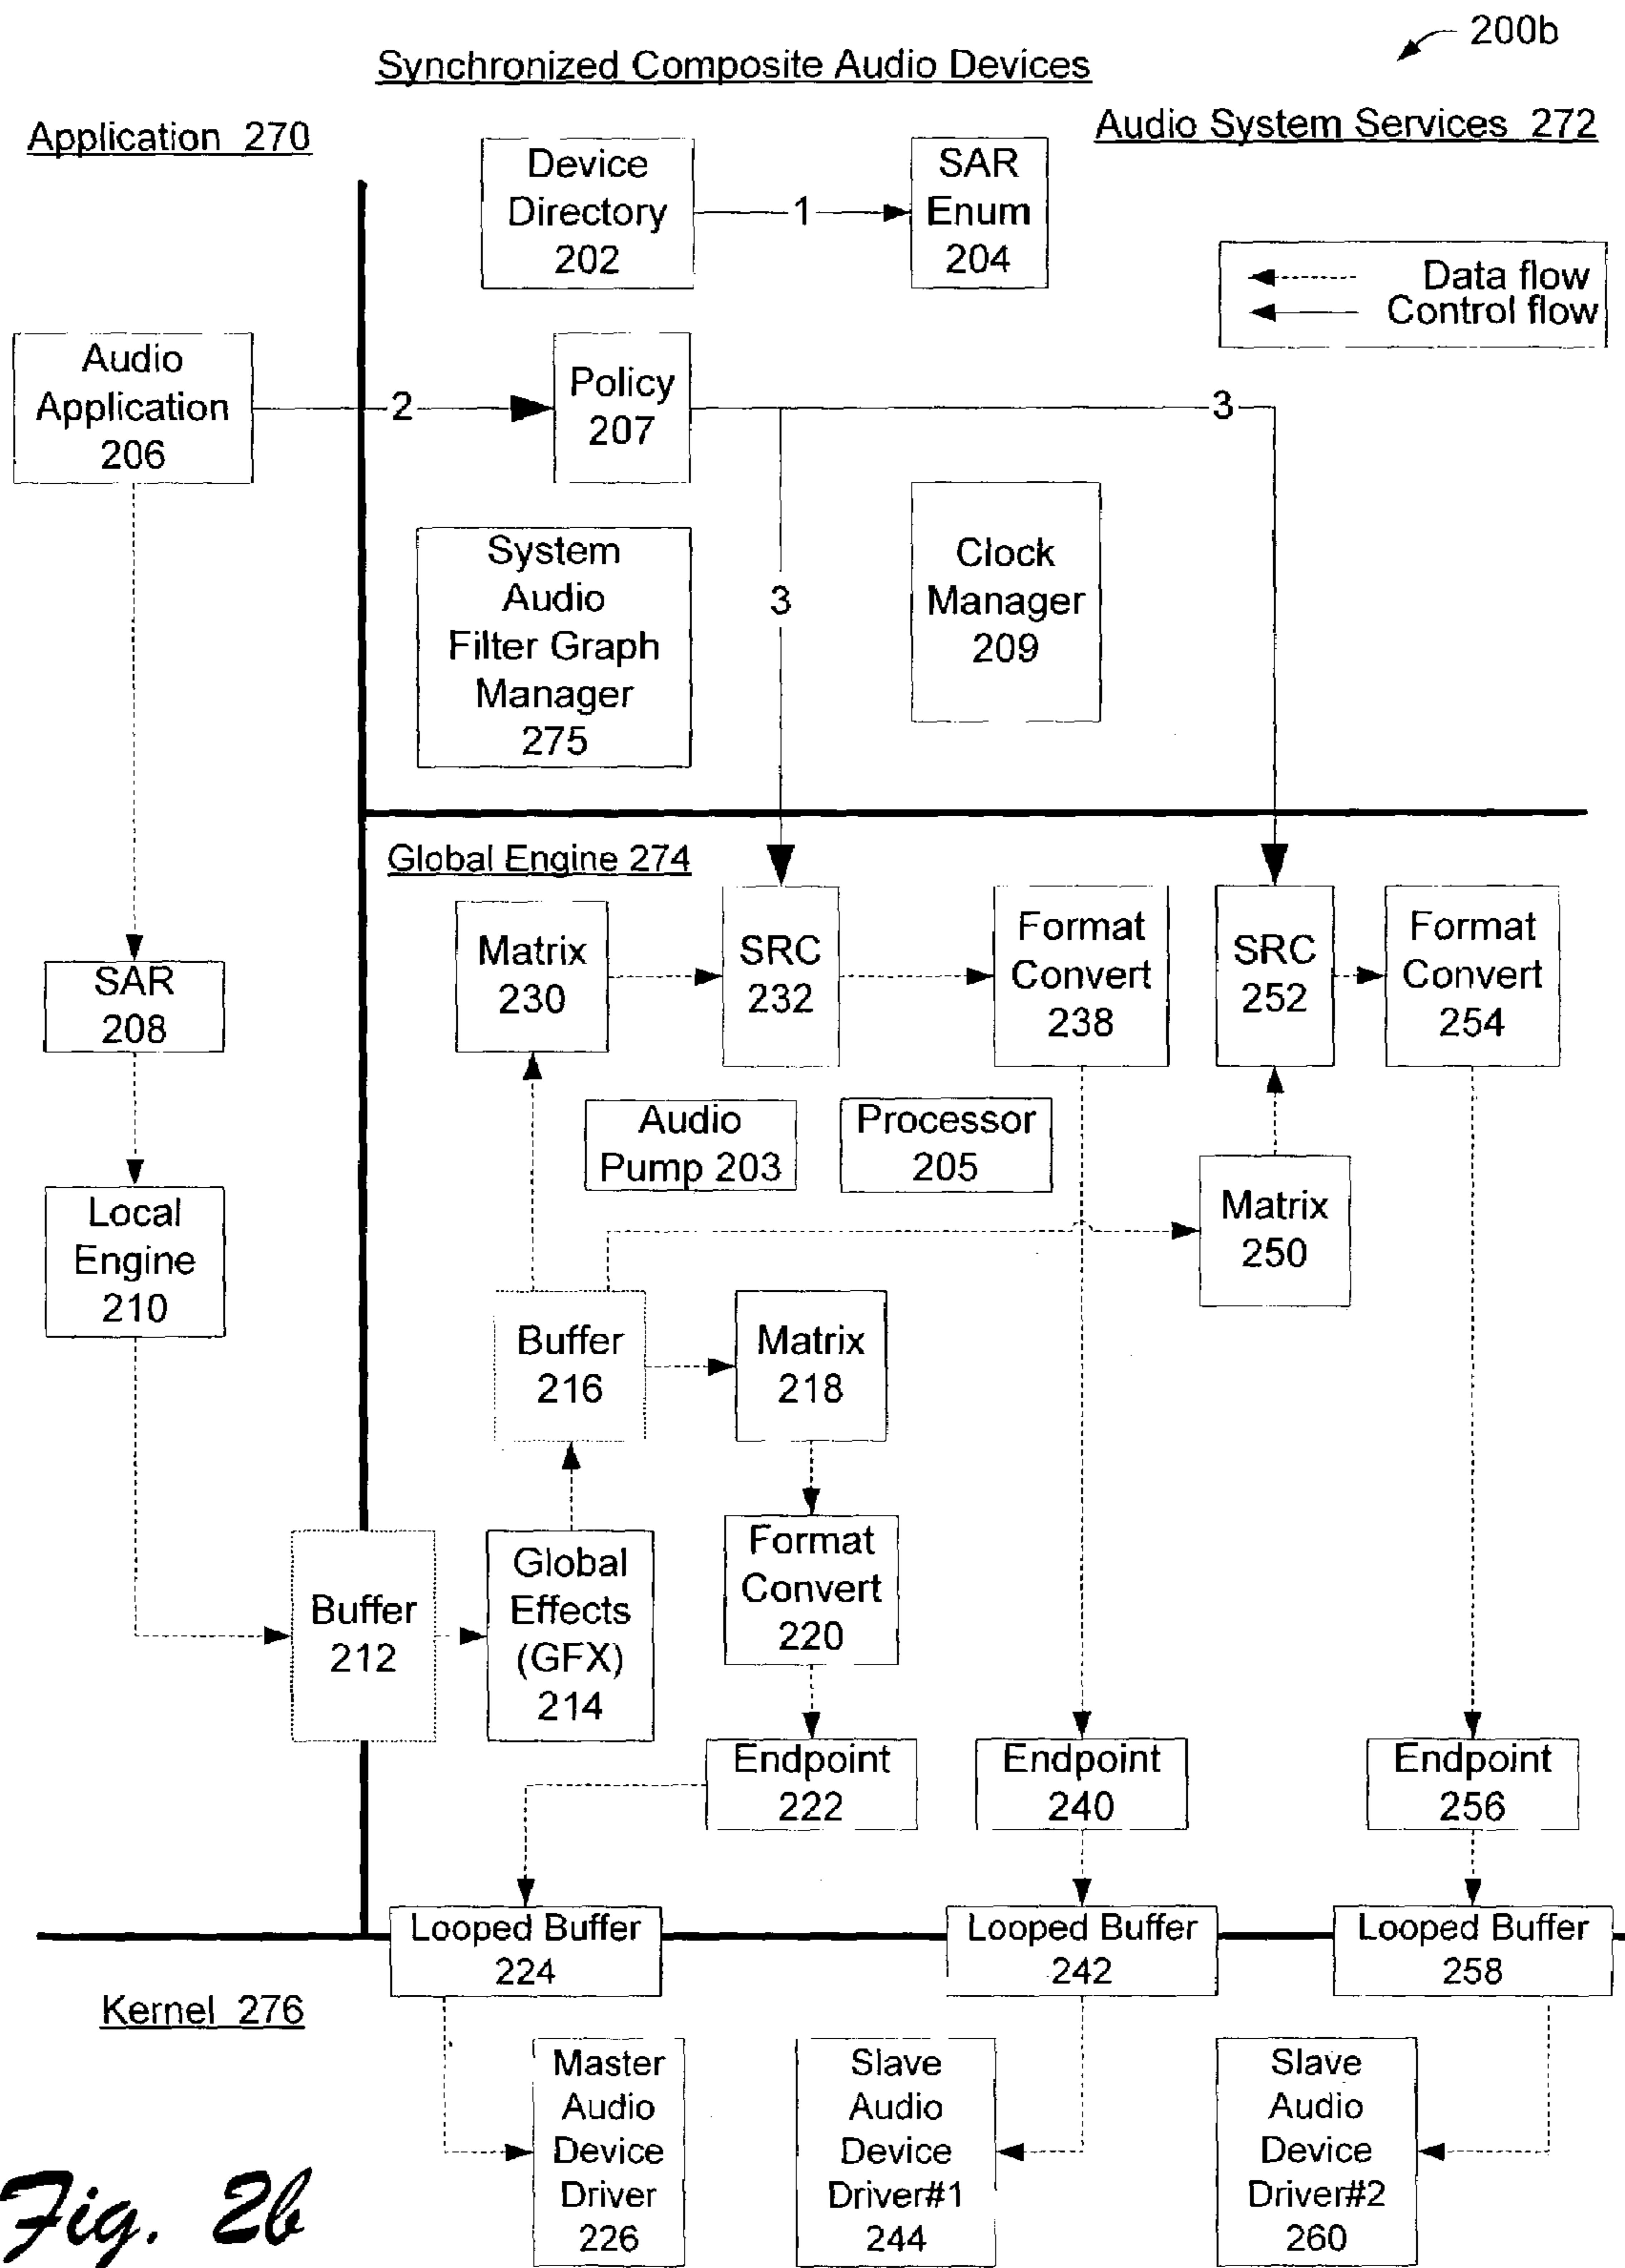 200b
Synchronized Composite Audio Devices
Application 270
Audio System Services 272
Device
Directory
202
1
SAR
Enum
204
Data flow
Control flow
Audio
Application
206
2
Policy
207
3
System
Audio
Filter Graph
Manager
275
3
Clock
Manager
209
Global Engine 274
Matrix
230
SRC
232
Format
Convert
238
SRC
252
Format
Convert
254
SAR
208
Audio
Pump 203
Processor
205
Local
Engine
210
Matrix
250
Buffer
216
Matrix
218
Buffer
212
Global
Effects
(GFX)
214
Format
Convert
220
Endpoint
222
Endpoint
240
Endpoint
256
Looped Buffer
224
Looped Buffer
242
Looped Buffer
258
Kernel 276
Master
Audio
Device
Driver
226
Slave
Audio
Device
Driver#1
244
Slave
Audio
Device
Driver#2
260
Fig. 2b